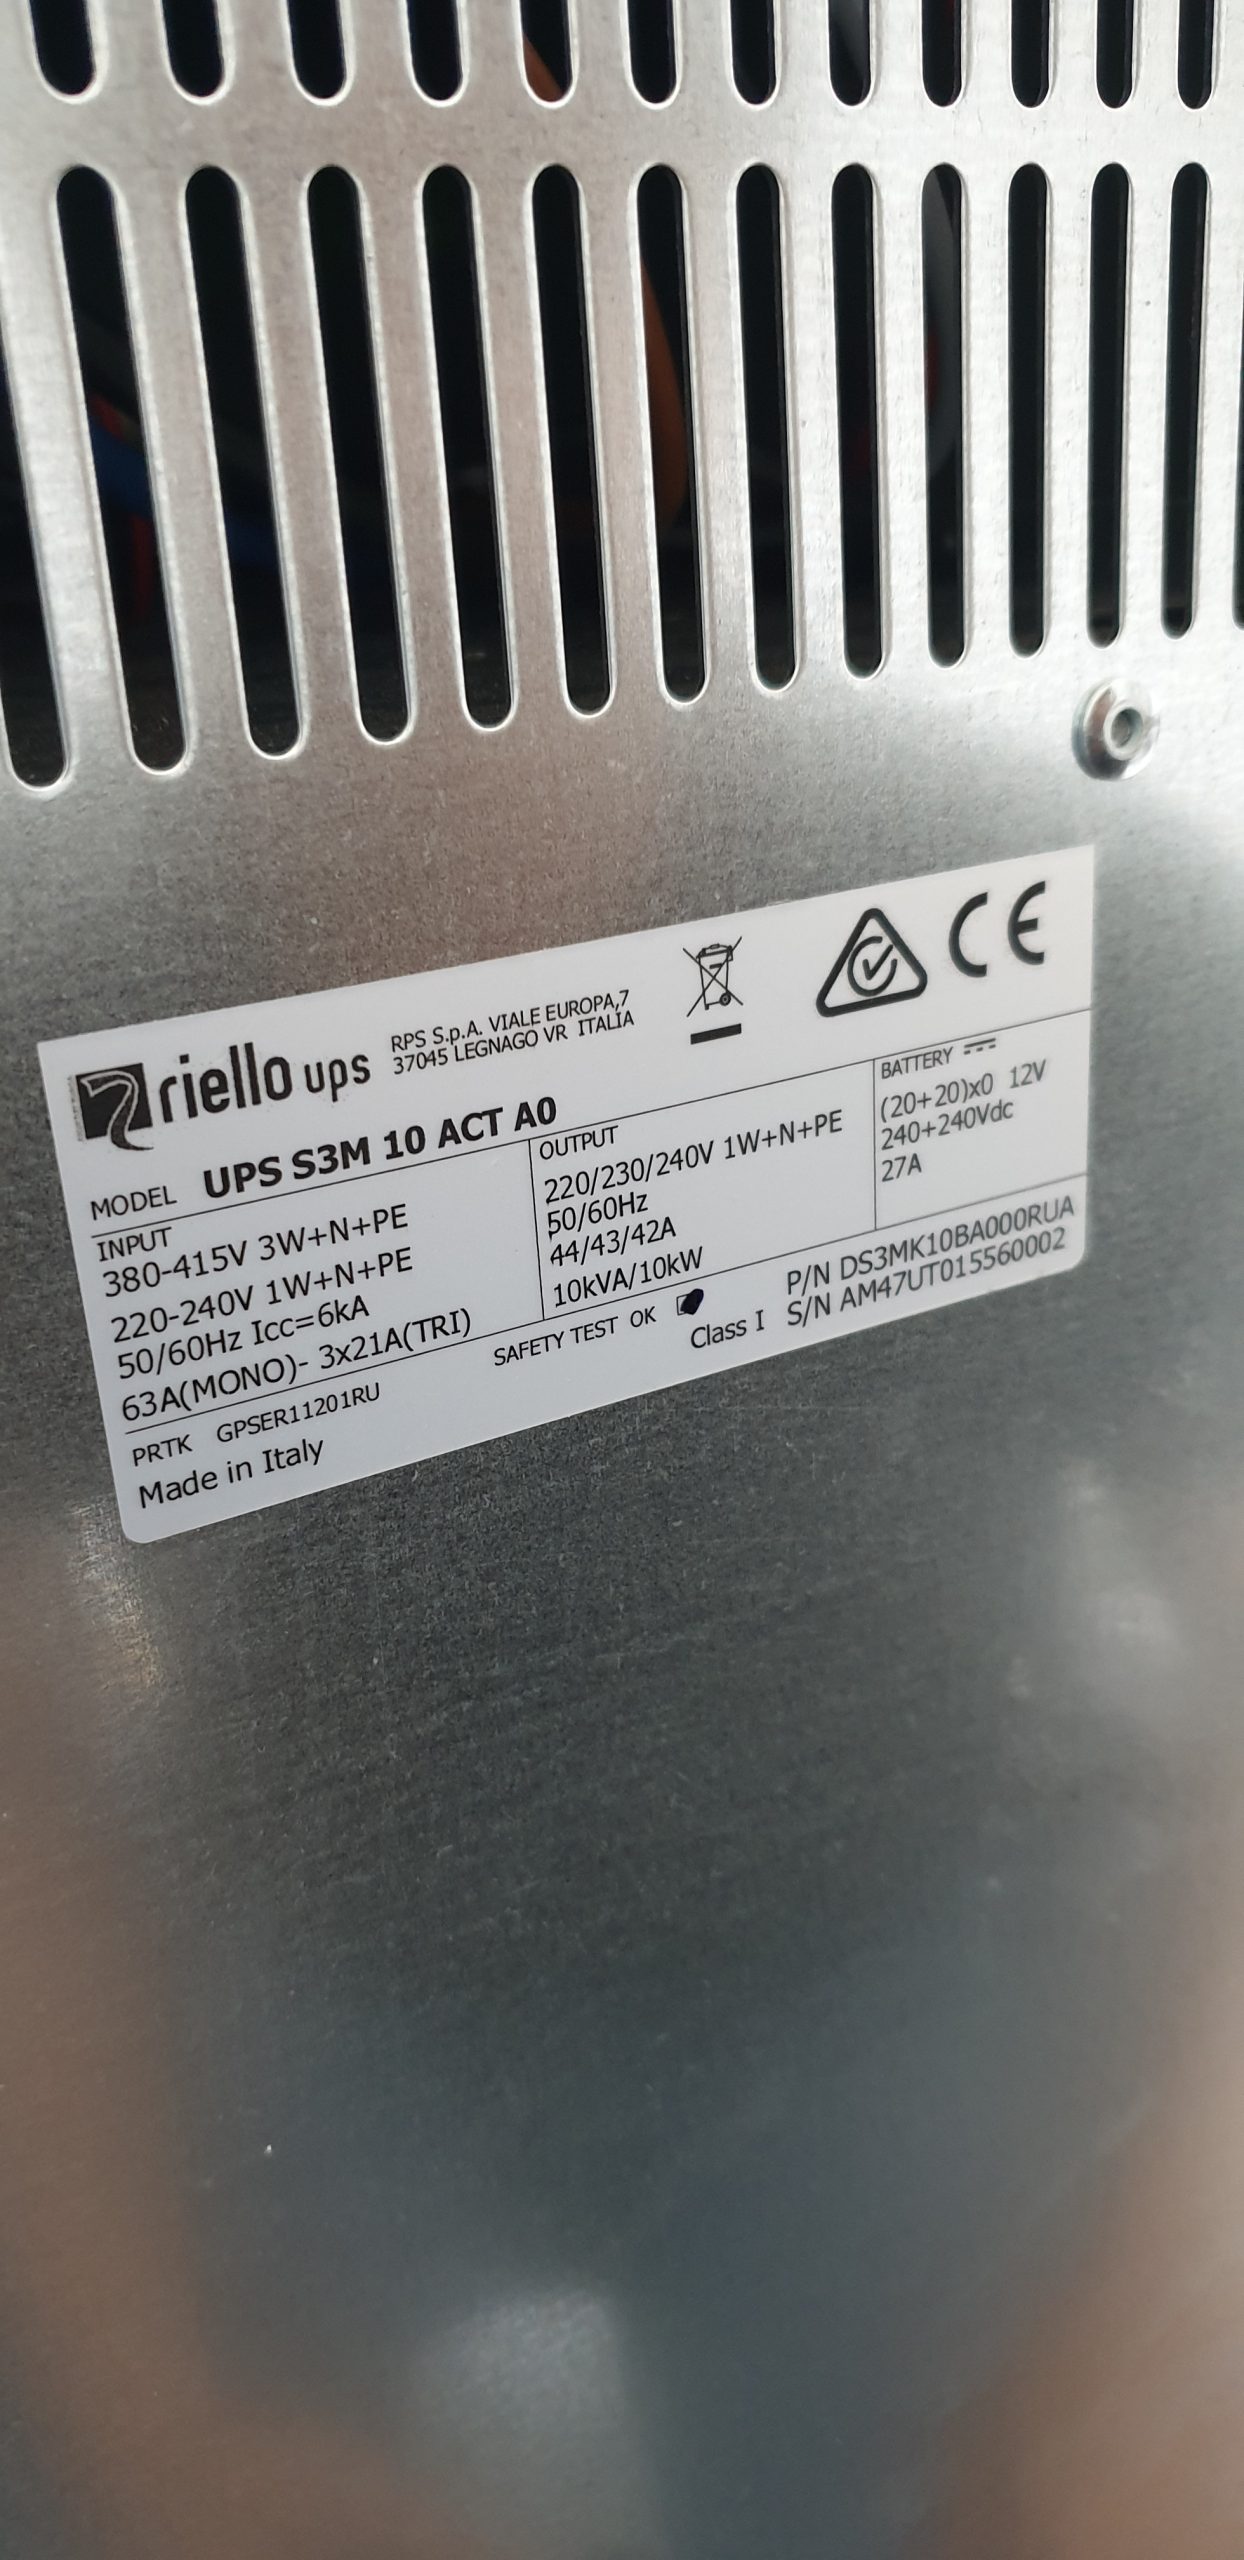 riello ups
RPS S.p.A. VIALE EUROPA,7
37045 LEGNAGO VR ITALIA
CE
MODEL UPS S3M 10 ACT A0
INPUT
380-415V 3W+N+PE
220-240V 1W+N+PE
50/60Hz Icc=6kA
63A(MONO)- 3x21A(TRI)
OUTPUT
220/230/240V 1W+N+PE
50/60Hz
44/43/42A
10kVA/10kW
BATTERY
(20+20)x0 12V
240+240Vdc
27A
PRTK GPSER11201RU
SAFETY TEST OK
Made in Italy
Class I
P/N DS3MK10BA000RUA
S/N AM47UT015560002